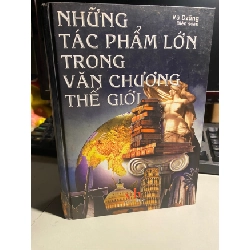 NHỮNG
TÁC PHẨM LỚN
TRONG
VĂN CHƯƠNG
THẾ GIỚI